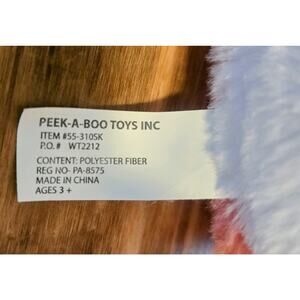 PEEK-A-BOO TOYS INC
ITEM #55-3105K
P.O. # WT2212
CONTENT: POLYESTER FIBER
REG NO- PA-8575
MADE IN CHINA
AGES 3 +